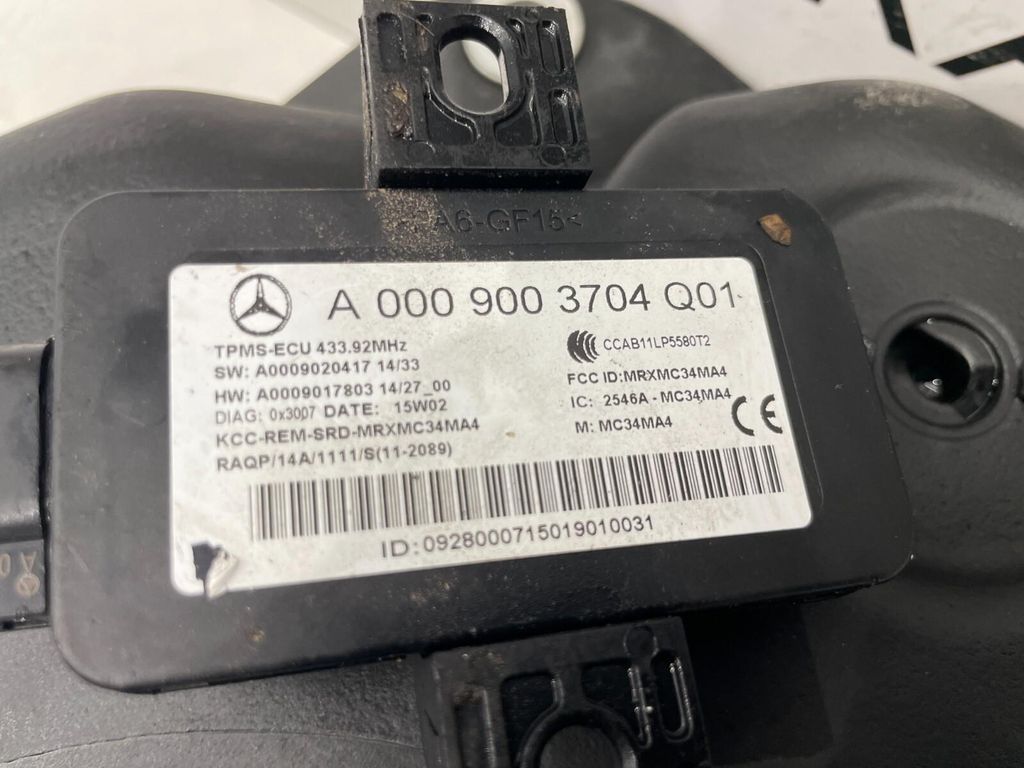 A6-GF15<
A 000 900 3704 Q01
TPMS-ECU 433.92MHz
SW: A0009020417 14/33
HW: A0009017803 14/27_00
DIAG: 0x3007 DATE: 15W02
KCC-REM-SRD-MRXMC34MA4
RAQP/14A/1111/S(11-2089)
CCAB11LP5580T2
FCC ID:MRXMC34MA4
IC: 2546A - MC34MA4
M: MC34MA4
CE
ID:0928000715019010031